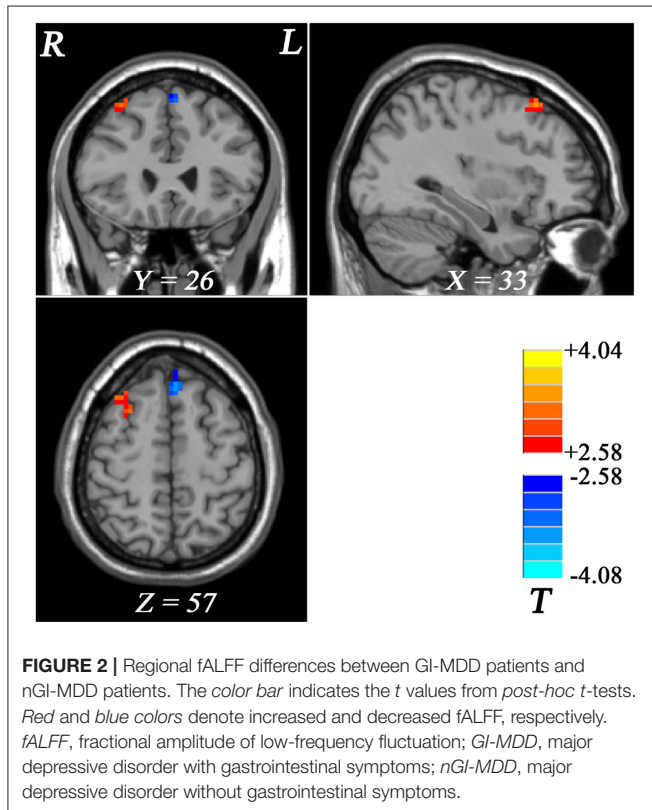 R
L
Y = 26
X = 33
+4.04
+2.58
-2.58
-4.08
T
Z = 57
FIGURE 2 | Regional fALFF differences between GI-MDD patients and
nGI-MDD patients. The color bar indicates the t values from post-hoc t-tests.
Red and blue colors denote increased and decreased fALFF, respectively.
fALFF, fractional amplitude of low-frequency fluctuation; GI-MDD, major
depressive disorder with gastrointestinal symptoms; nGI-MDD, major
depressive disorder without gastrointestinal symptoms.